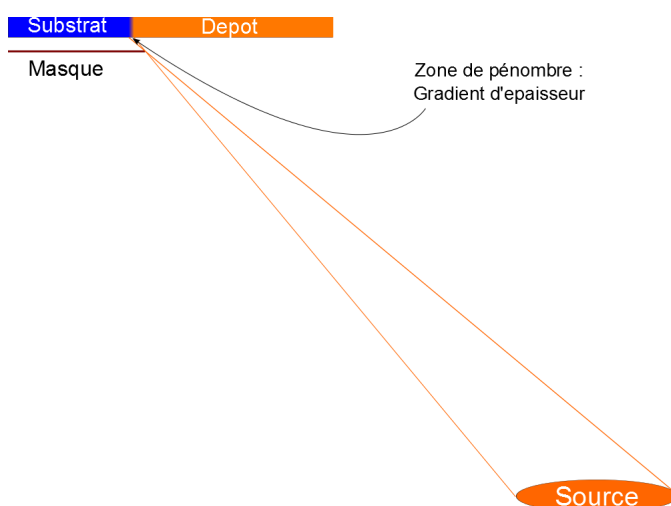 Substrat
Depot
Masque
Zone de pénombre :
Gradient d'epaisseur
Source